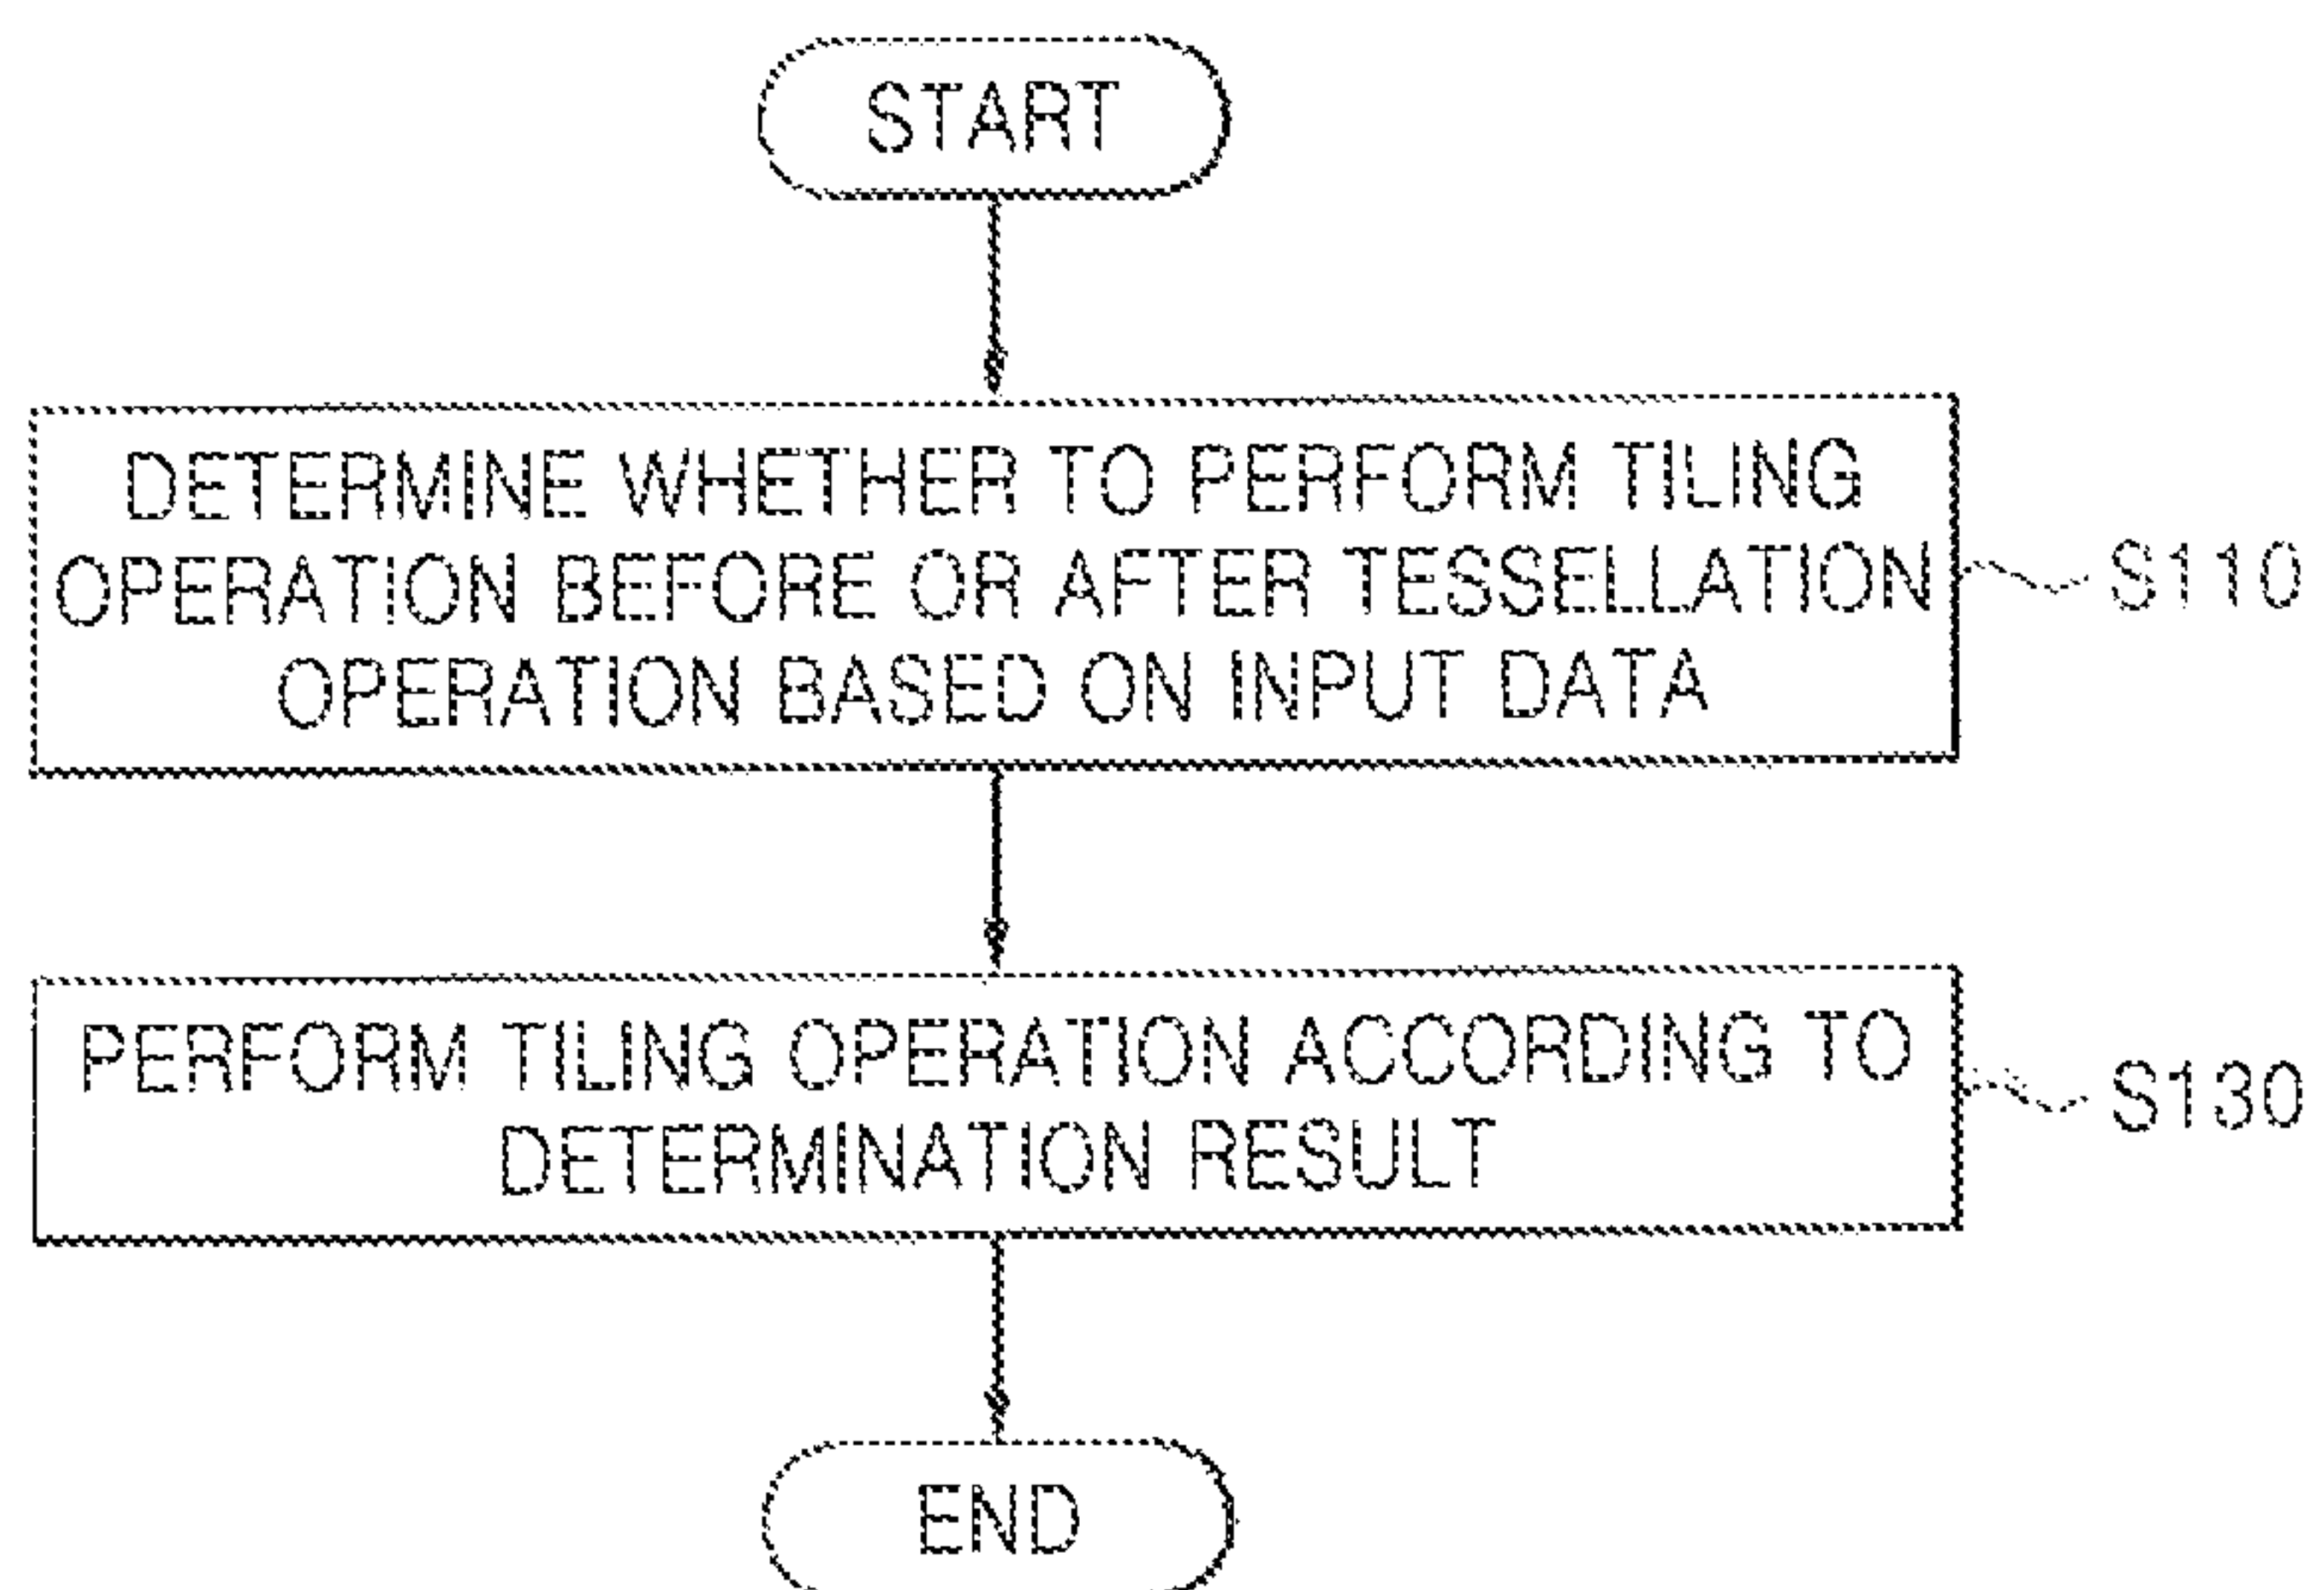 START
DETERMINE WHETHER TO PERFORM TILING
OPERATION BEFORE OR AFTER TESSELLATION
OPERATION BASED ON INPUT DATA
S110
PERFORM TILING OPERATION ACCORDING TO
DETERMINATION RESULT
S130
END